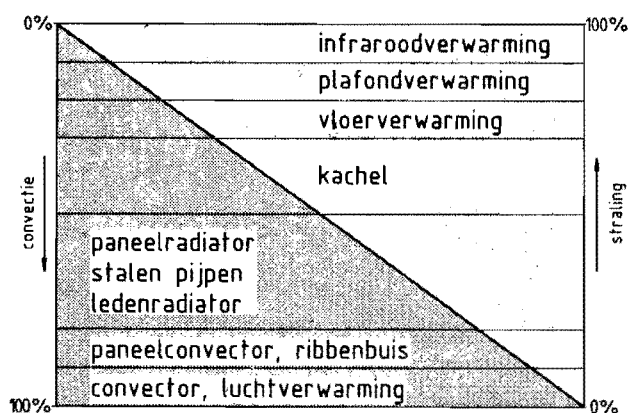 0%
100%
infraroodverwarming
plafondverwarming
vloerverwarming
kachel
convectie
straling
paneelradiator
stalen pijpen
ledenradiator
paneelconvector, ribbenbuis
convector, luchtverwarming
100%
0%